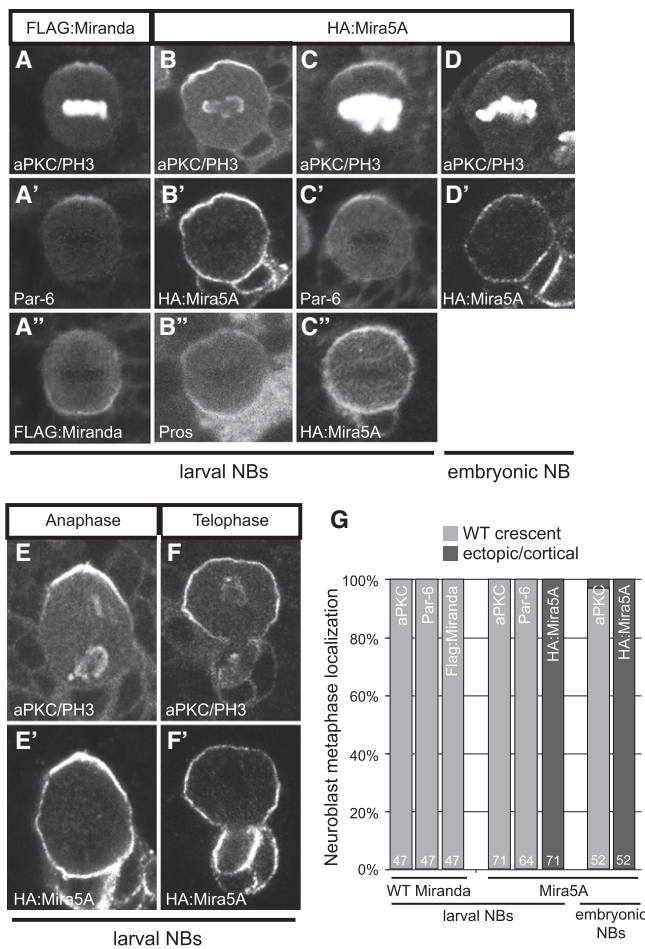 FLAG:Miranda
HA:Mira5A
A
B
C
D
aPKC/PH3
aPKC/PH3
aPKC/PH3
aPKC/PH3
A'
B'
C'
D'
Par-6
HA:Mira5A
Par-6
HA:Mira5A
A''
B''
C''
FLAG:Miranda
Pros
HA:Mira5A
larval NBs
embryonic NB
Anaphase
Telophase
E
F
aPKC/PH3
aPKC/PH3
E'
F'
HA:Mira5A
HA:Mira5A
larval NBs
G
WT crescent
ectopic/cortical
Neuroblast metaphase localization
100%
80%
60%
40%
20%
0%
aPKC
Par-6
Flag:Miranda
aPKC
Par-6
HA:Mira5A
aPKC
HA:Mira5A
47
47
47
71
64
71
52
52
WT Miranda
Mira5A
larval NBs
embryonic
NBs